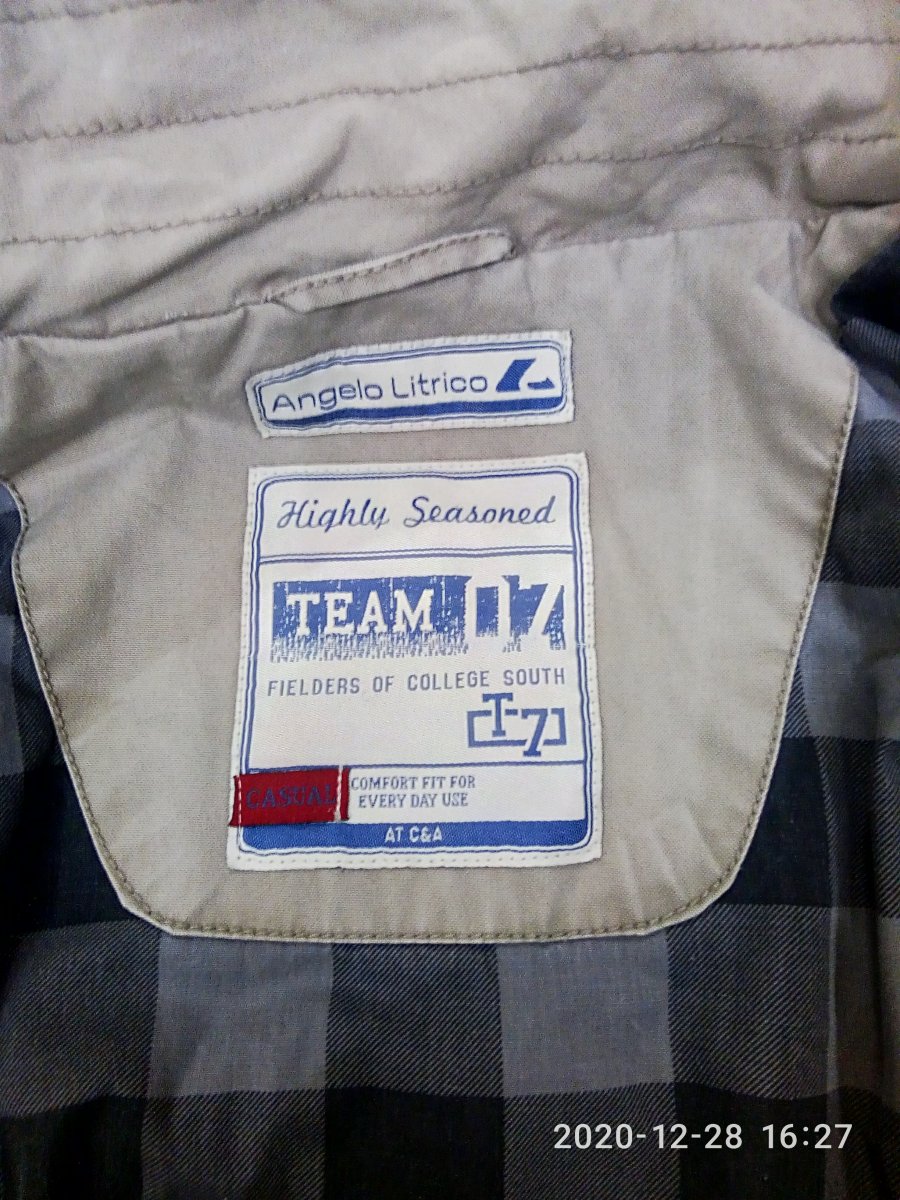 Angelo Litrico
Highly Seasoned
TEAM 07
FIELDERS OF COLLEGE SOUTH
T-7
CASUAL
COMFORT FIT FOR
EVERY DAY USE
AT C&A
2020-12-28 16:27